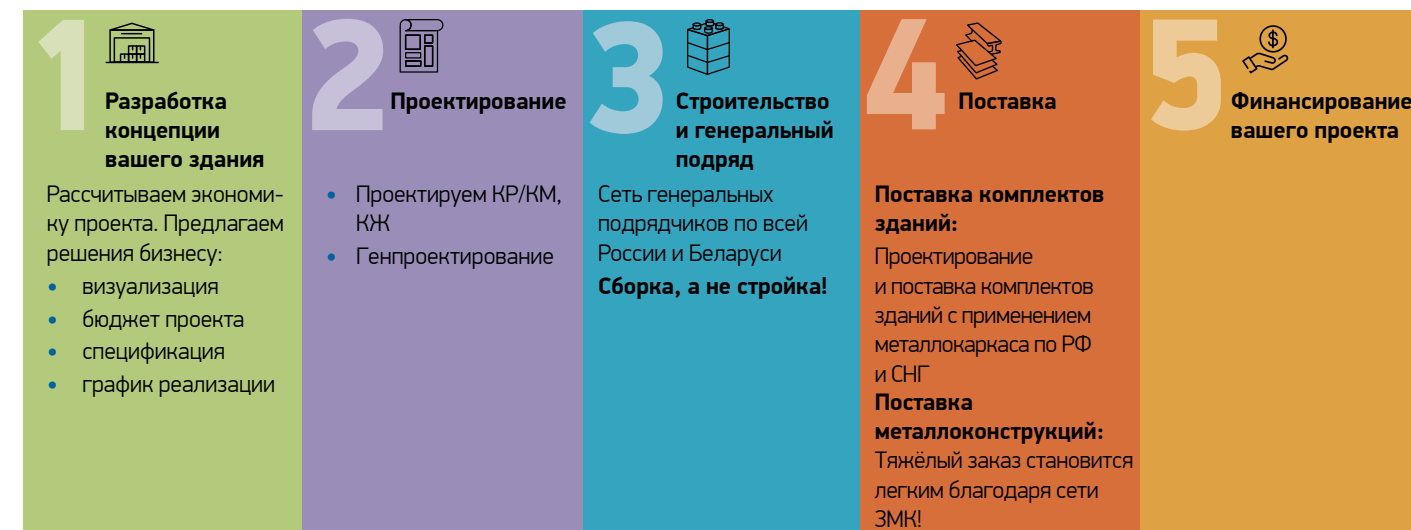 1
Разработка
концепции
вашего здания
Рассчитываем экономи-
ку проекта. Предлагаем
решения бизнесу:
• визуализация
• бюджет проекта
• спецификация
• график реализации
2
Проектирование
• Проектируем КР/КМ,
КЖ
• Генпроектирование
3
Строительство
и генеральный
подряд
Сеть генеральных
подрядчиков по всей
России и Беларуси
Сборка, а не стройка!
4
Поставка
Поставка комплектов
зданий:
Проектирование
и поставка комплектов
зданий с применением
металлокаркаса по РФ
и СНГ
Поставка
металлоконструкций:
Тяжёлый заказ становится
легким благодаря сети
ЗМК!
5
$
Финансирование
вашего проекта